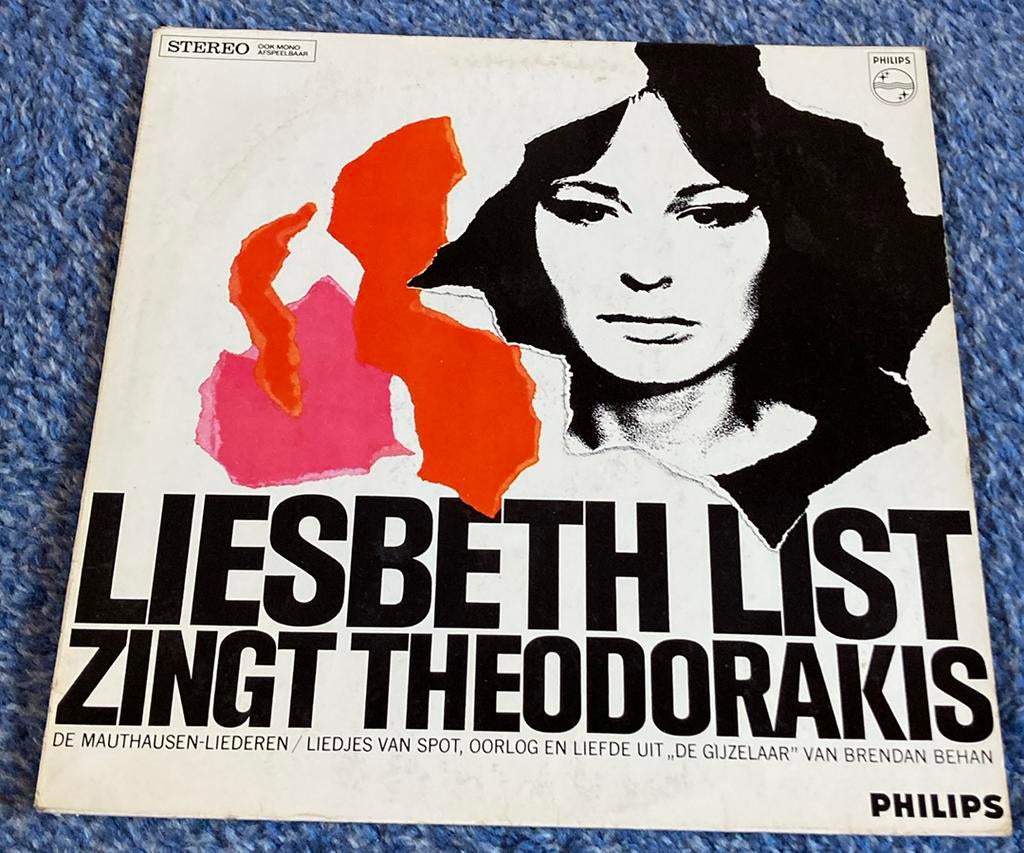 STEREO
OOK MONO
AFSPEELBAAR
PHILIPS
LIESBETH LIST
ZINGT THEODORAKIS
DE MAUTHAUSEN-LIEDEREN / LIEDJES VAN SPOT, OORLOG EN LIEFDE UIT „DE GIJZELAAR” VAN BRENDAN BEHAN
PHILIPS